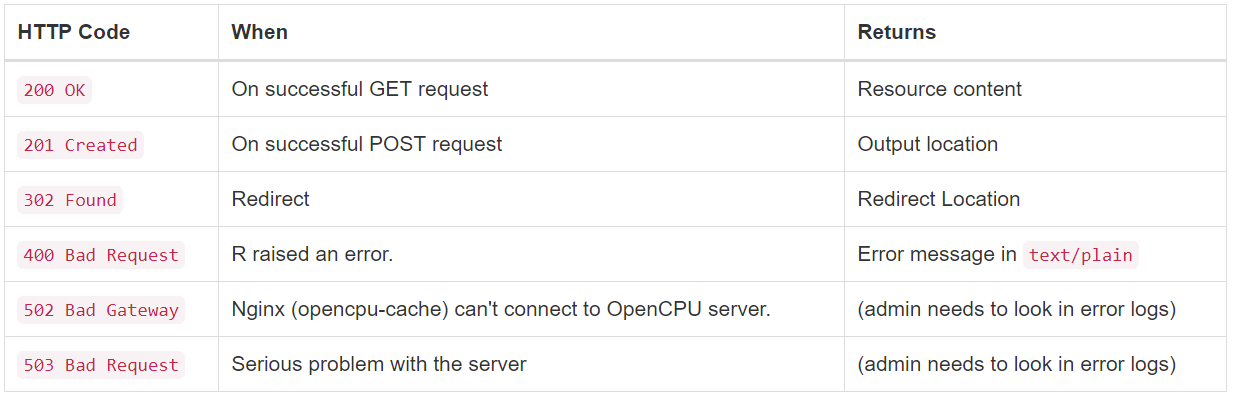 HTTP Code When Returns
200 OK On successful GET request Resource content
201 Created On successful POST request Output location
302 Found Redirect Redirect Location
400 Bad Request R raised an error. Error message in text/plain
502 Bad Gateway Nginx (opencpu-cache) can't connect to OpenCPU server. (admin needs to look in error logs)
503 Bad Request Serious problem with the server (admin needs to look in error logs)